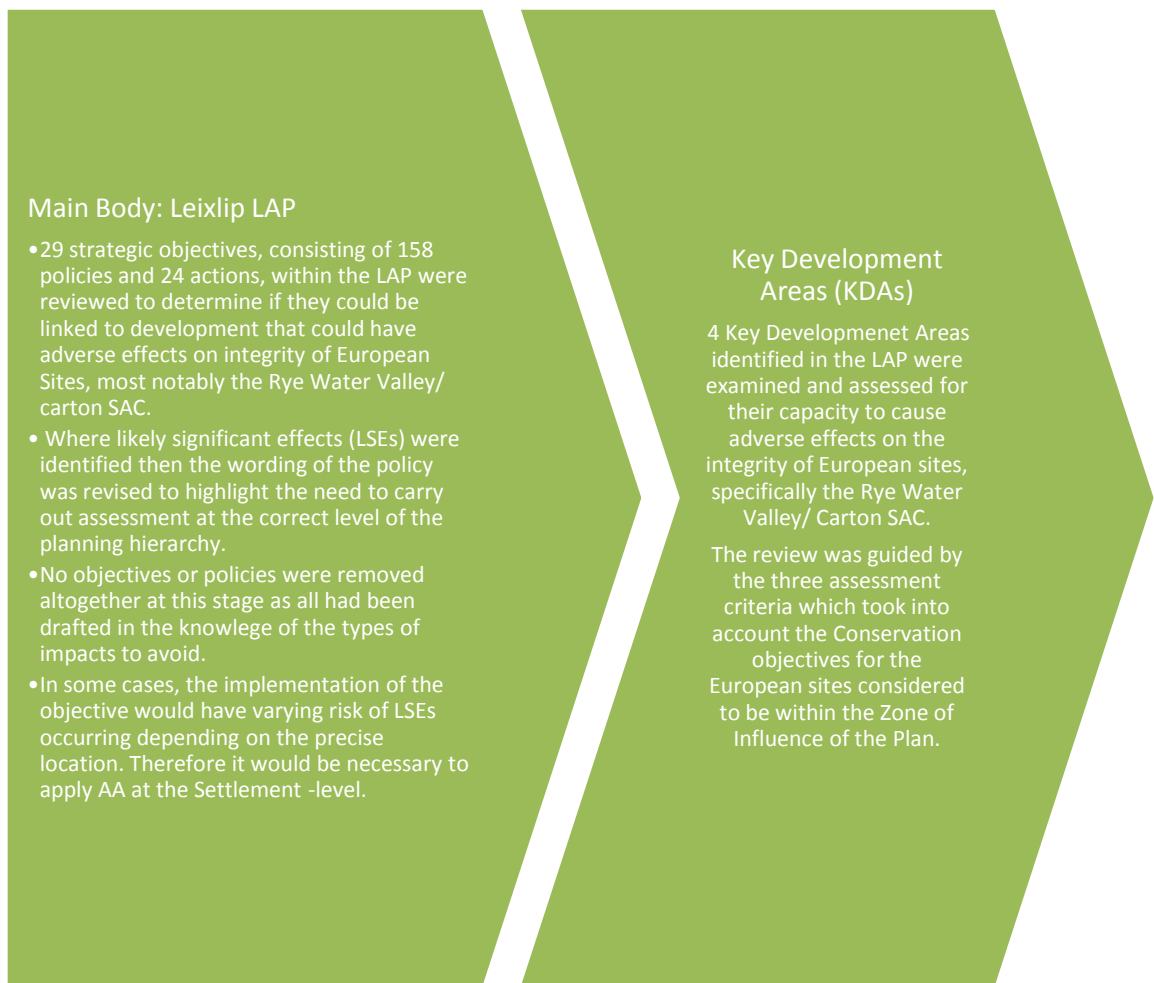 Main Body: Leixlip LAP
•29 strategic objectives, consisting of 158
policies and 24 actions, within the LAP were
reviewed to determine if they could be
linked to development that could have
adverse effects on integrity of European
Sites, most notably the Rye Water Valley/
carton SAC.
• Where likely significant effects (LSEs) were
identified then the wording of the policy
was revised to highlight the need to carry
out assessment at the correct level of the
planning hierarchy.
•No objectives or policies were removed
altogether at this stage as all had been
drafted in the knowlege of the types of
impacts to avoid.
•In some cases, the implementation of the
objective would have varying risk of LSEs
occurring depending on the precise
location. Therefore it would be necessary to
apply AA at the Settlement -level.
Key Development
Areas (KDAs)
4 Key Developmenet Areas
identified in the LAP were
examined and assessed for
their capacity to cause
adverse effects on the
integrity of European sites,
specifically the Rye Water
Valley/ Carton SAC.
The review was guided by
the three assessment
criteria which took into
account the Conservation
objectives for the
European sites considered
to be within the Zone of
Influence of the Plan.